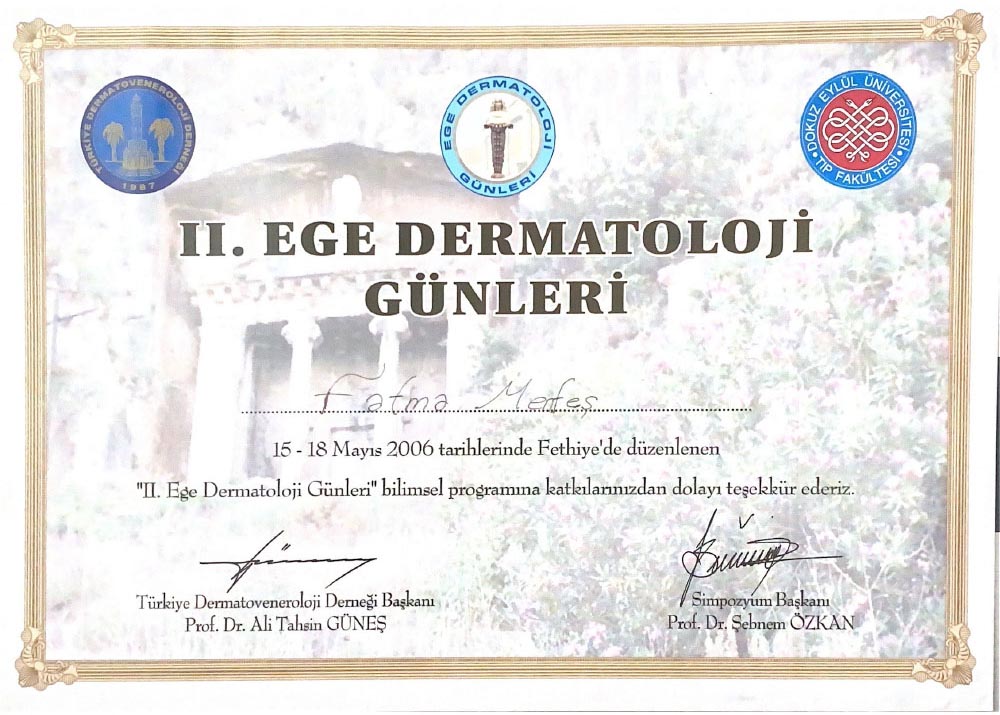 TÜRKİYE DERMATOVENEROLOJİ DERNEĞİ
1987
EGE DERMATOLOJİ
GÜNLERİ
DOKUZ EYLÜL ÜNİVERSİTESİ
TIP FAKÜLTESİ
II. EGE DERMATOLOJİ
GÜNLERİ
Fatma
15 - 18 Mayıs 2006 tarihlerinde Fethiye'de düzenlenen
"II. Ege Dermatoloji Günleri" bilimsel programına katkılarınızdan dolayı teşekkür ederiz.
Türkiye Dermatoveneroloji Derneği Başkanı
Prof. Dr. Ali Tahsin GÜNEŞ
Simpozyum Başkanı
Prof. Dr. Şebnem ÖZKAN